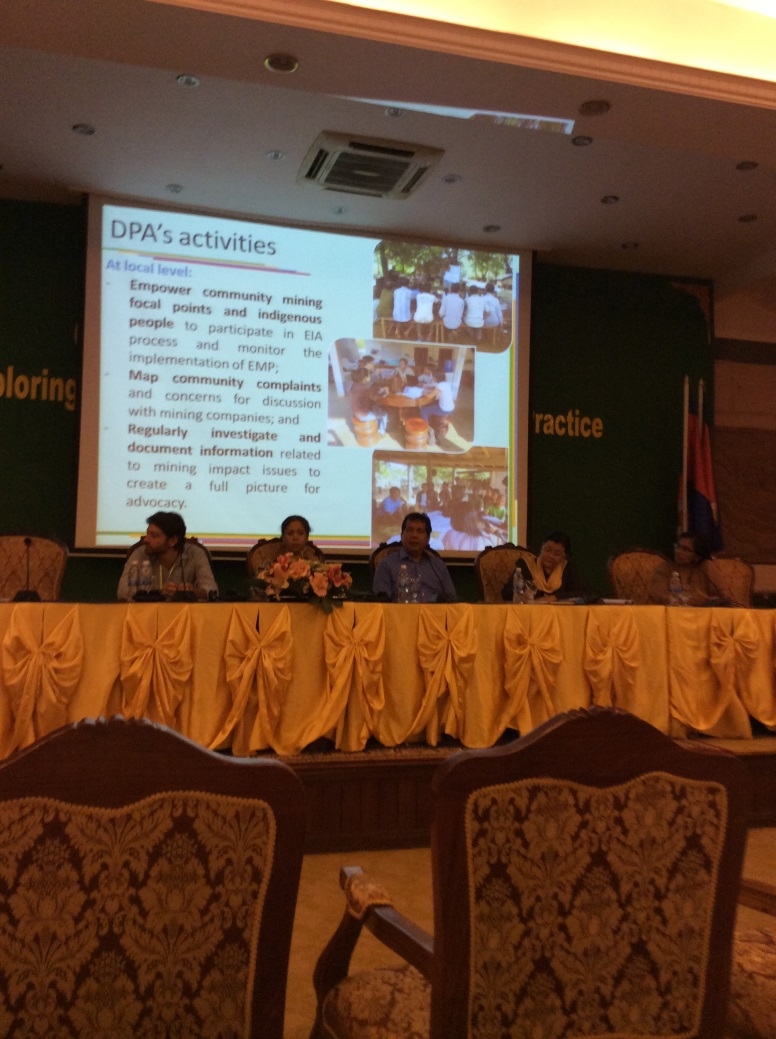 DPA's activities
At local level:
- Empower community mining
focal points and indigenous
people to participate in EIA
process and monitor the
implementation of EMP;
- Map community complaints
and concerns for discussion
with mining companies; and
- Regularly investigate and
document information related
to mining impact issues to
create a full picture for
advocacy.
ploring
ractice